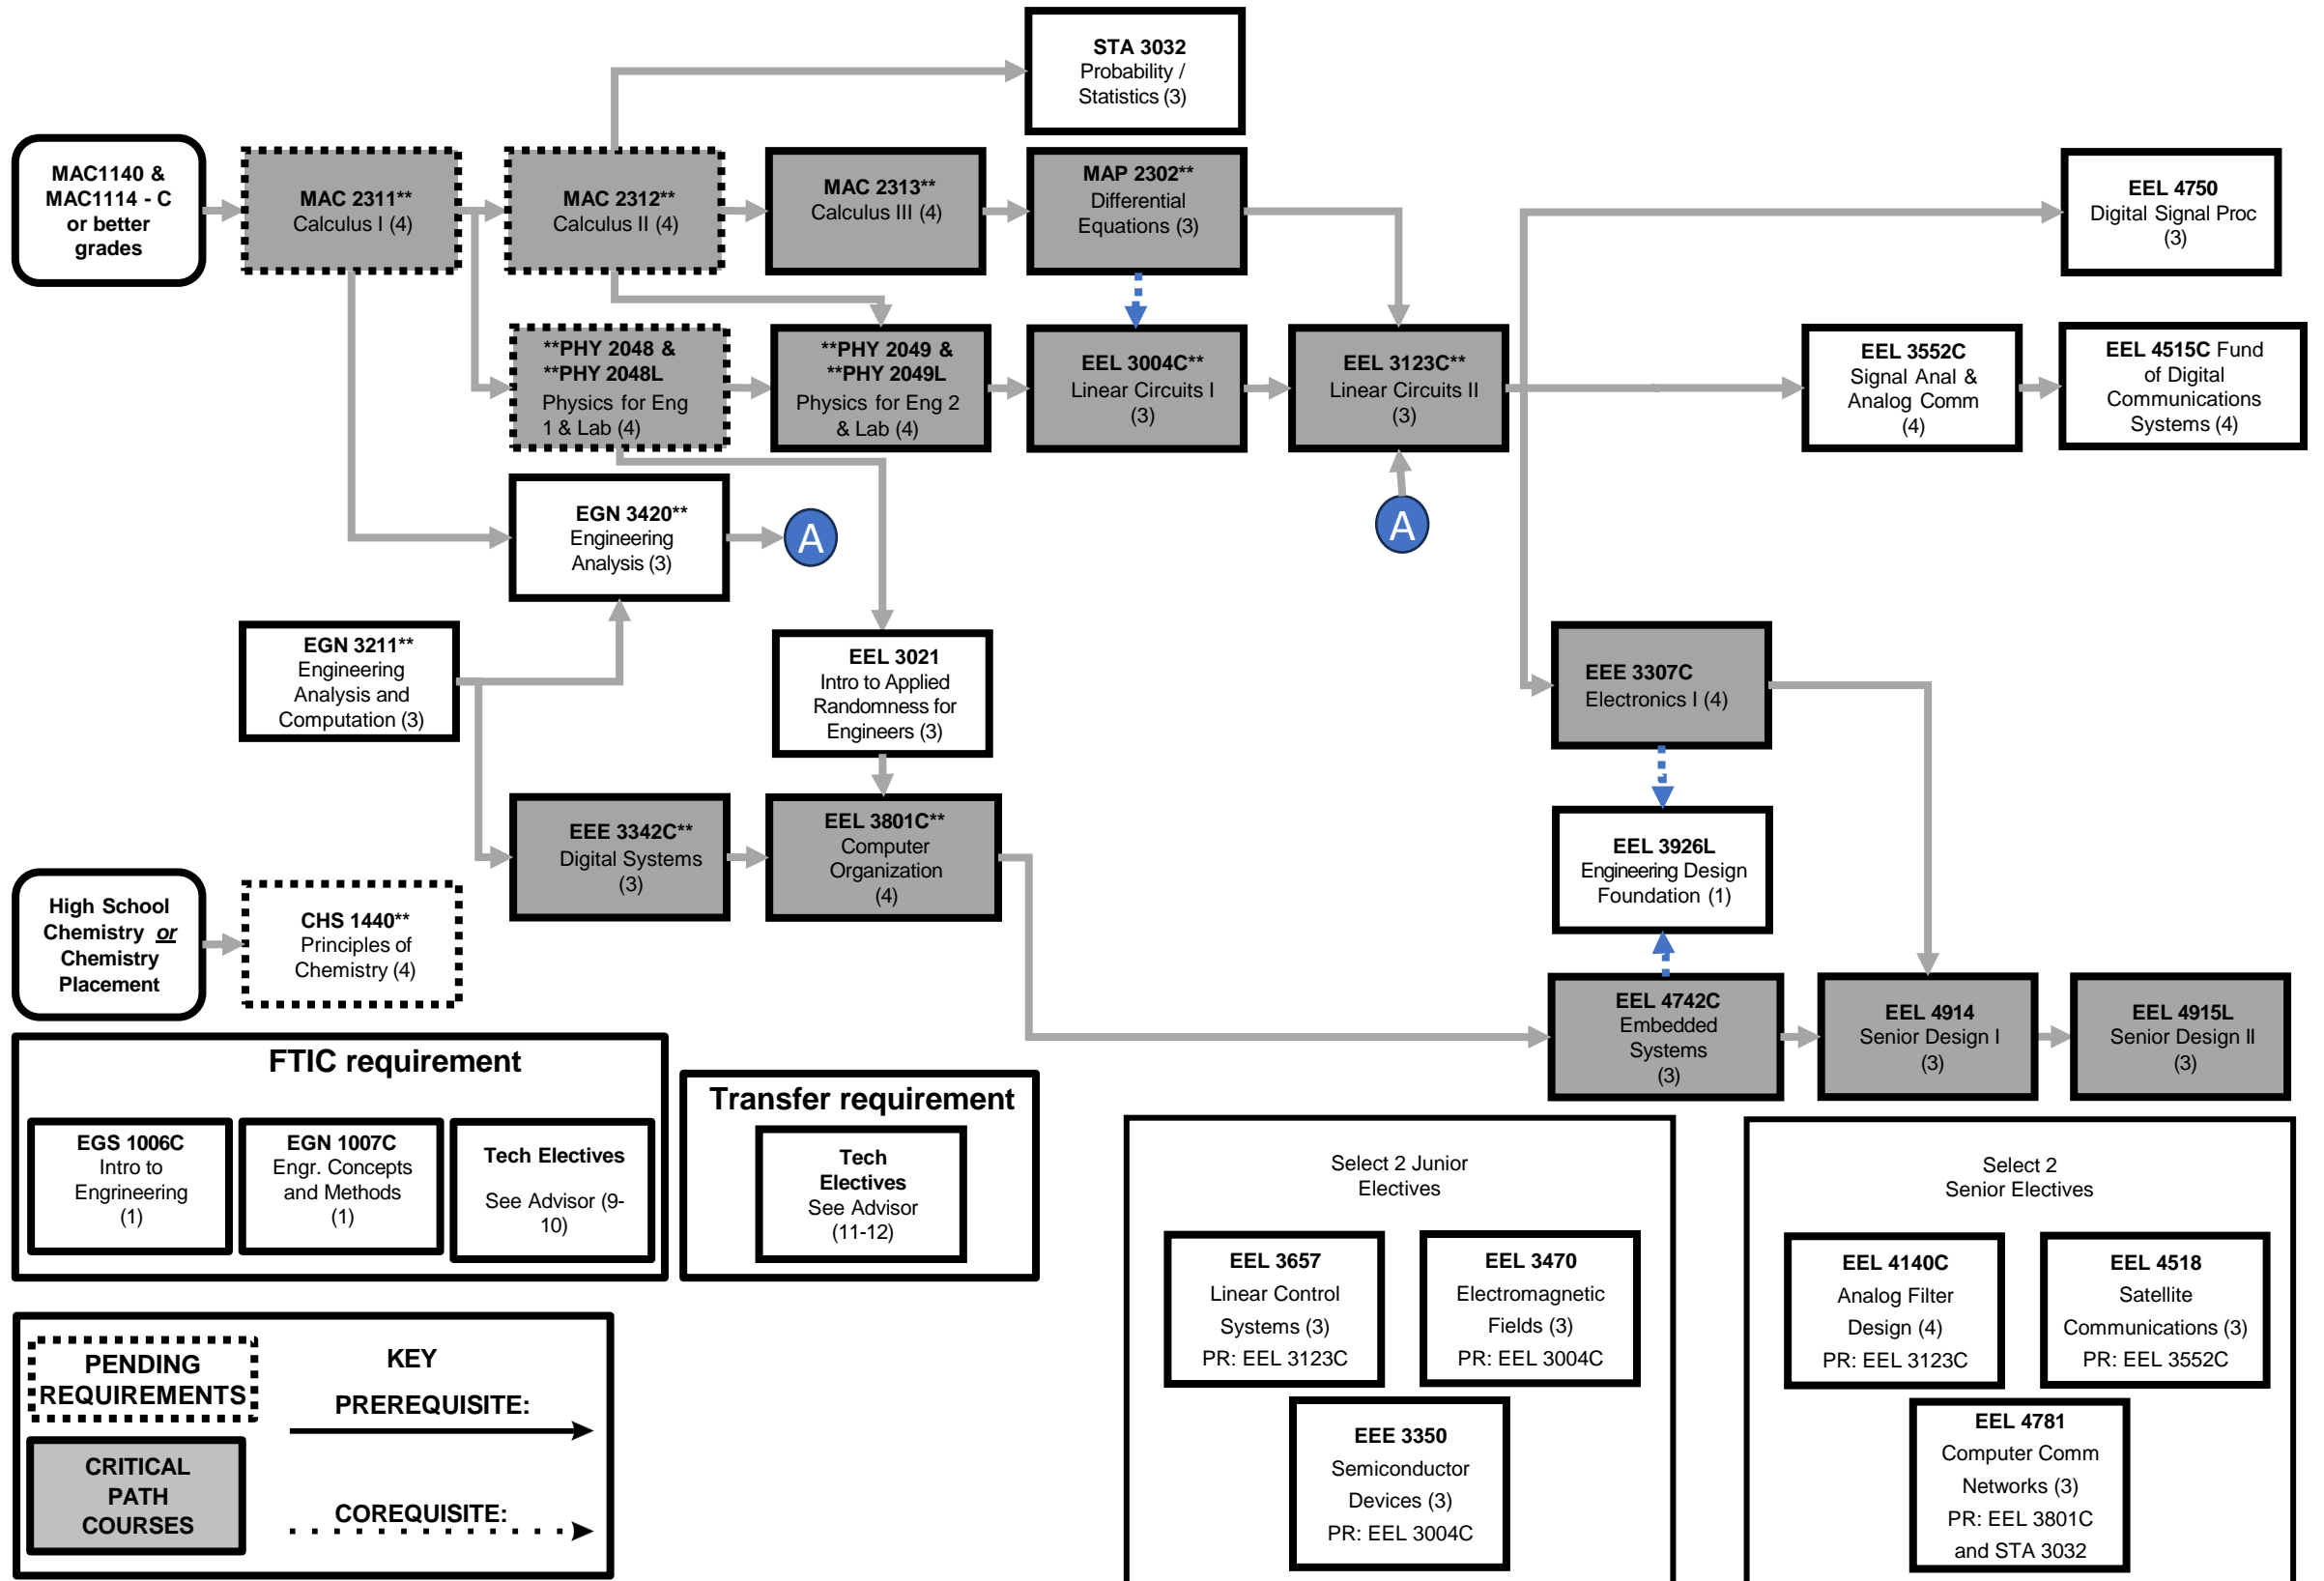 STA 3032
Probability /
Statistics (3)
MAC1140 &
MAC1114 - C
or better
grades
MAC 2311**
Calculus I (4)
MAC 2312**
Calculus II (4)
MAC 2313**
Calculus III (4)
MAP 2302**
Differential
Equations (3)
EEL 4750
Digital Signal Proc
(3)
**PHY 2048 &
**PHY 2048L
Physics for Eng
1 & Lab (4)
**PHY 2049 &
**PHY 2049L
Physics for Eng 2
& Lab (4)
EEL 3004C**
Linear Circuits I
(3)
EEL 3123C**
Linear Circuits II
(3)
EEL 3552C
Signal Anal &
Analog Comm
(4)
EEL 4515C Fund
of Digital
Communications
Systems (4)
EGN 3420**
Engineering
Analysis (3)
A
A
EGN 3211**
Engineering
Analysis and
Computation (3)
EEL 3021
Intro to Applied
Randomness for
Engineers (3)
EEE 3307C
Electronics I (4)
EEE 3342C**
Digital Systems
(3)
EEL 3801C**
Computer
Organization
(4)
EEL 3926L
Engineering Design
Foundation (1)
High School
Chemistry or
Chemistry
Placement
CHS 1440**
Principles of
Chemistry (4)
EEL 4742C
Embedded
Systems
(3)
EEL 4914
Senior Design I
(3)
EEL 4915L
Senior Design II
(3)
FTIC requirement
EGS 1006C
Intro to
Engrineering
(1)
EGN 1007C
Engr. Concepts
and Methods
(1)
Tech Electives
See Advisor (9-
10)
Transfer requirement
Tech
Electives
See Advisor
(11-12)
Select 2 Junior
Electives
EEL 3657
Linear Control
Systems (3)
PR: EEL 3123C
EEL 3470
Electromagnetic
Fields (3)
PR: EEL 3004C
EEE 3350
Semiconductor
Devices (3)
PR: EEL 3004C
Select 2
Senior Electives
EEL 4140C
Analog Filter
Design (4)
PR: EEL 3123C
EEL 4518
Satellite
Communications (3)
PR: EEL 3552C
EEL 4781
Computer Comm
Networks (3)
PR: EEL 3801C
and STA 3032
PENDING
REQUIREMENTS
KEY
PREREQUISITE:
CRITICAL
PATH
COURSES
COREQUISITE: